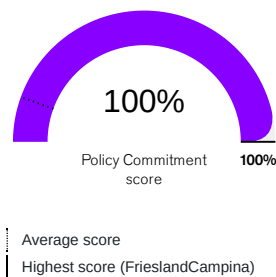 100%
Policy Commitment
score
100%
Average score
Highest score (FrieslandCampina)